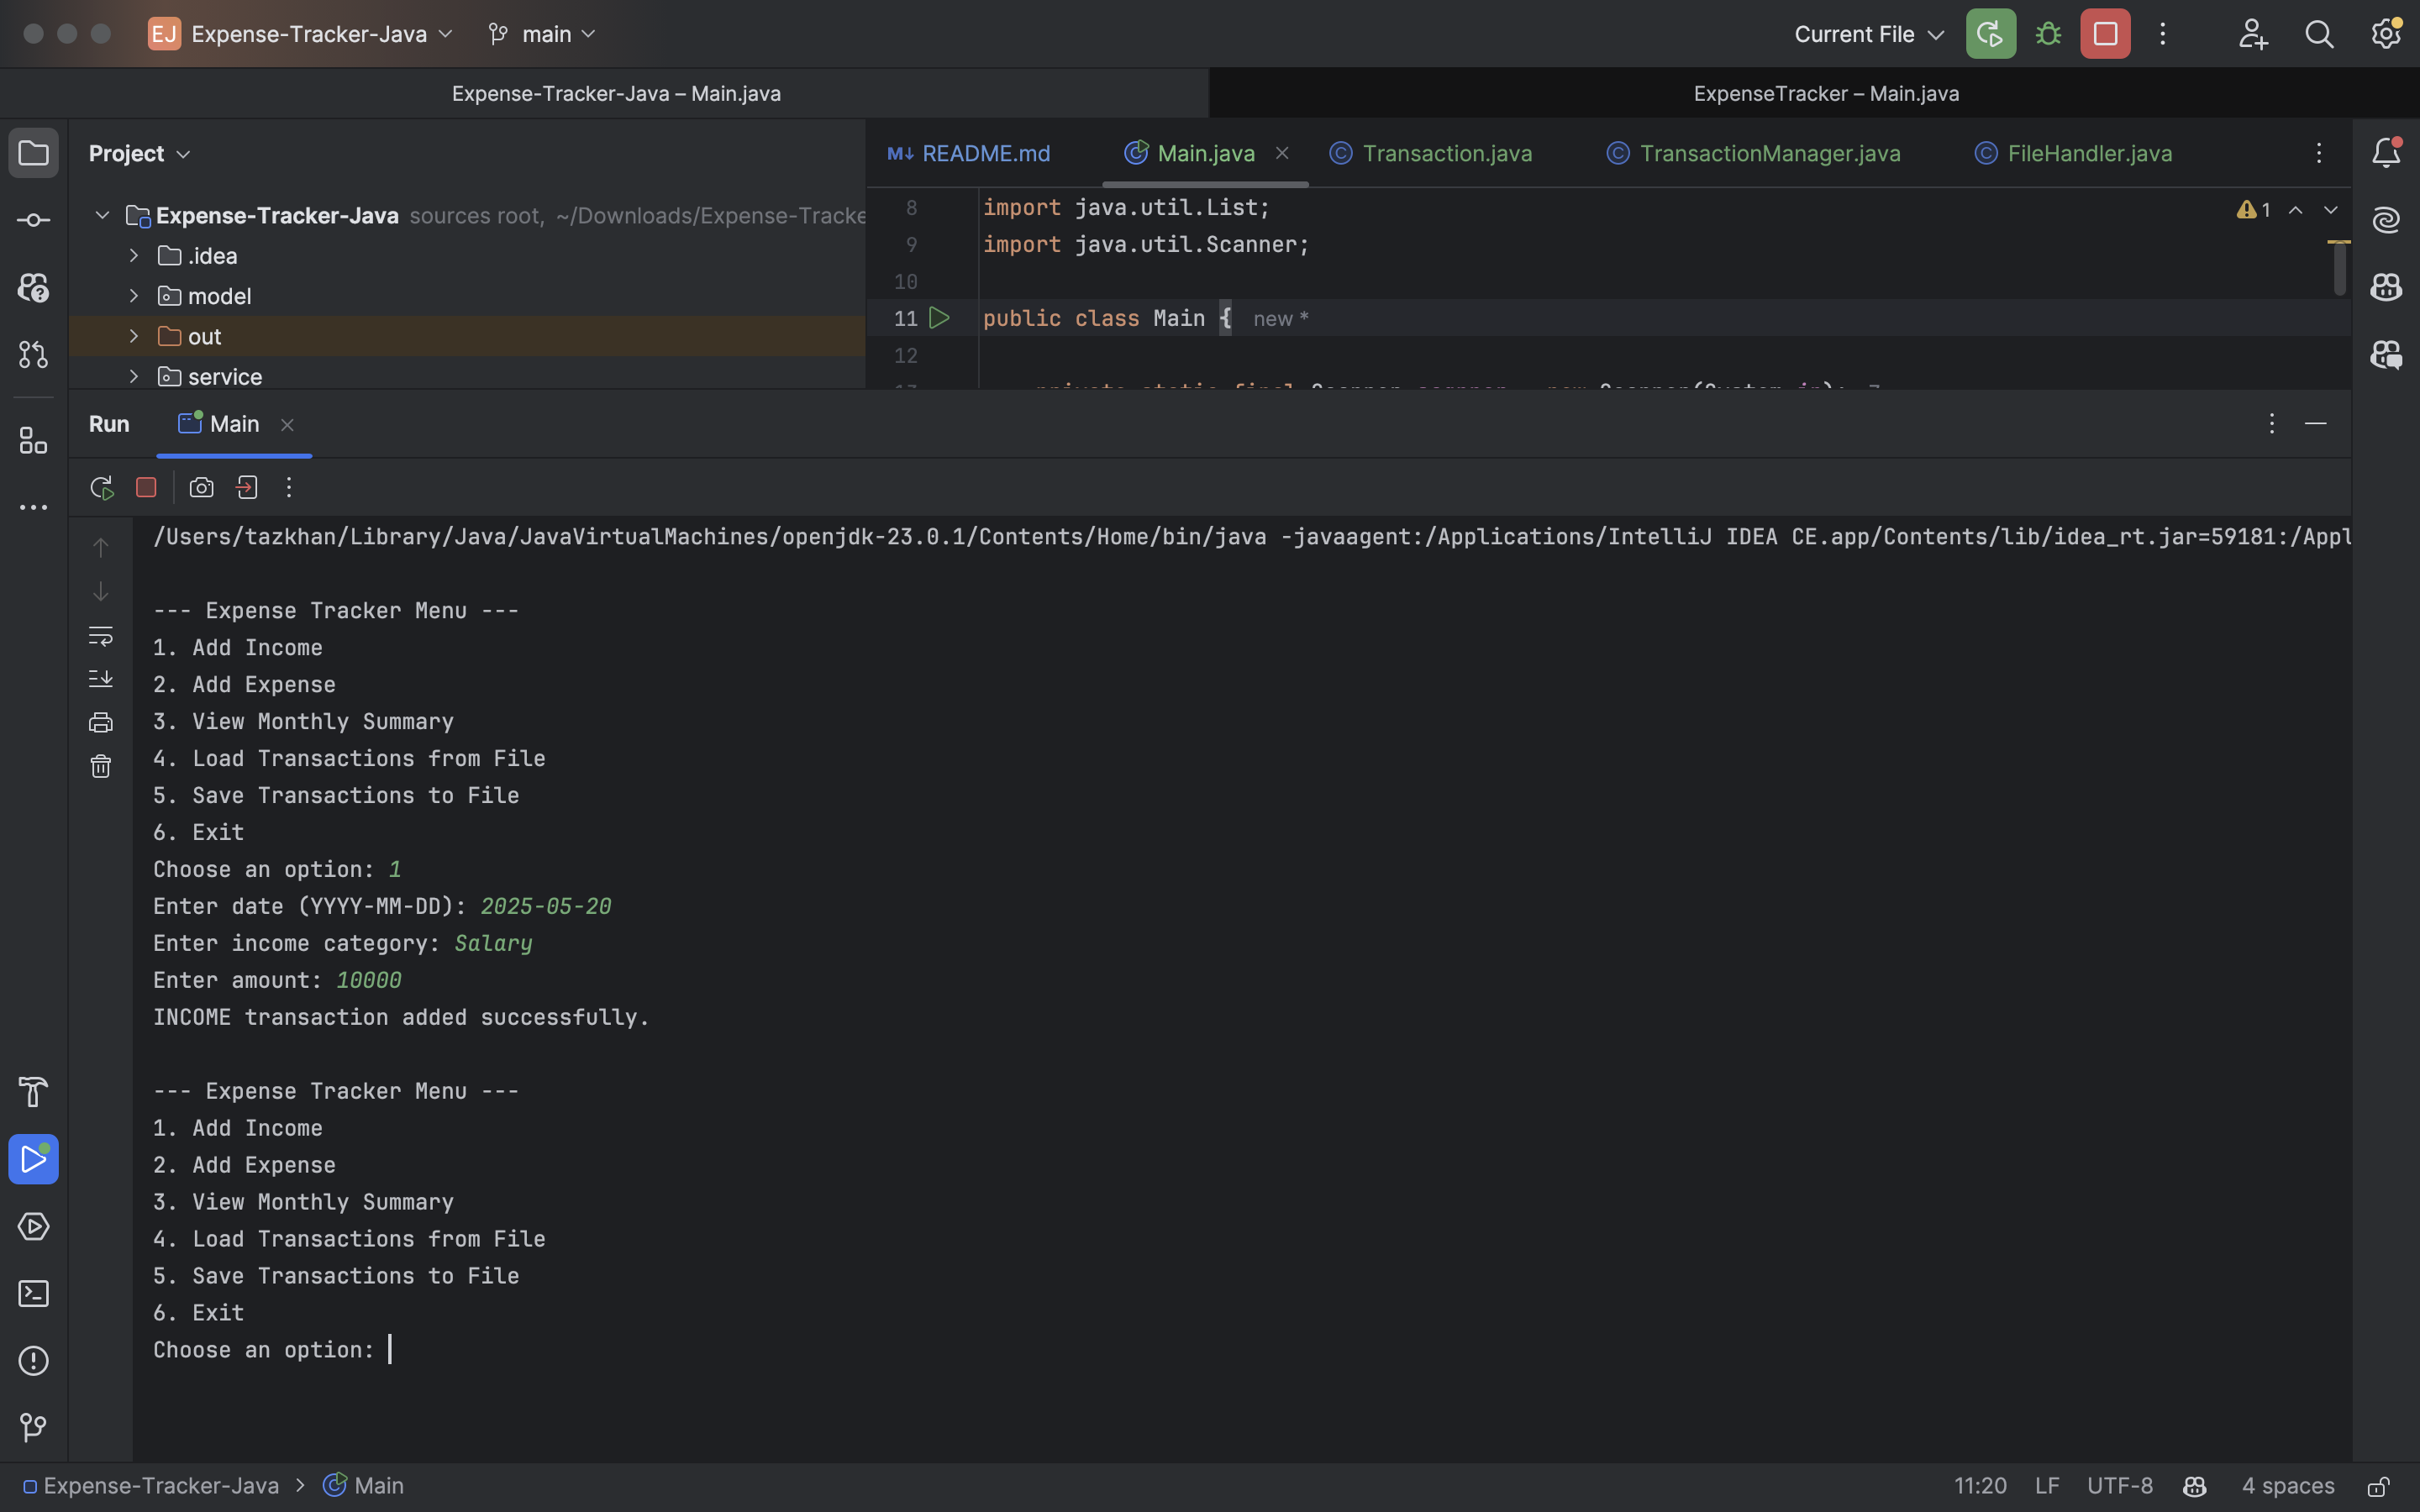 EJ Expense-Tracker-Java main Current File
Expense-Tracker-Java – Main.java ExpenseTracker – Main.java
Project
README.md Main.java Transaction.java TransactionManager.java FileHandler.java
Expense-Tracker-Java sources root, ~/Downloads/Expense-Tracke
.idea
model
out
service
8 import java.util.List;
9 import java.util.Scanner;
10
11 public class Main { new *
12
1
Run Main
/Users/tazkhan/Library/Java/JavaVirtualMachines/openjdk-23.0.1/Contents/Home/bin/java -javaagent:/Applications/IntelliJ IDEA CE.app/Contents/lib/idea_rt.jar=59181:/Appl
--- Expense Tracker Menu ---
1. Add Income
2. Add Expense
3. View Monthly Summary
4. Load Transactions from File
5. Save Transactions to File
6. Exit
Choose an option: 1
Enter date (YYYY-MM-DD): 2025-05-20
Enter income category: Salary
Enter amount: 10000
INCOME transaction added successfully.
--- Expense Tracker Menu ---
1. Add Income
2. Add Expense
3. View Monthly Summary
4. Load Transactions from File
5. Save Transactions to File
6. Exit
Choose an option:
Expense-Tracker-Java > Main 11:20 LF UTF-8 4 spaces